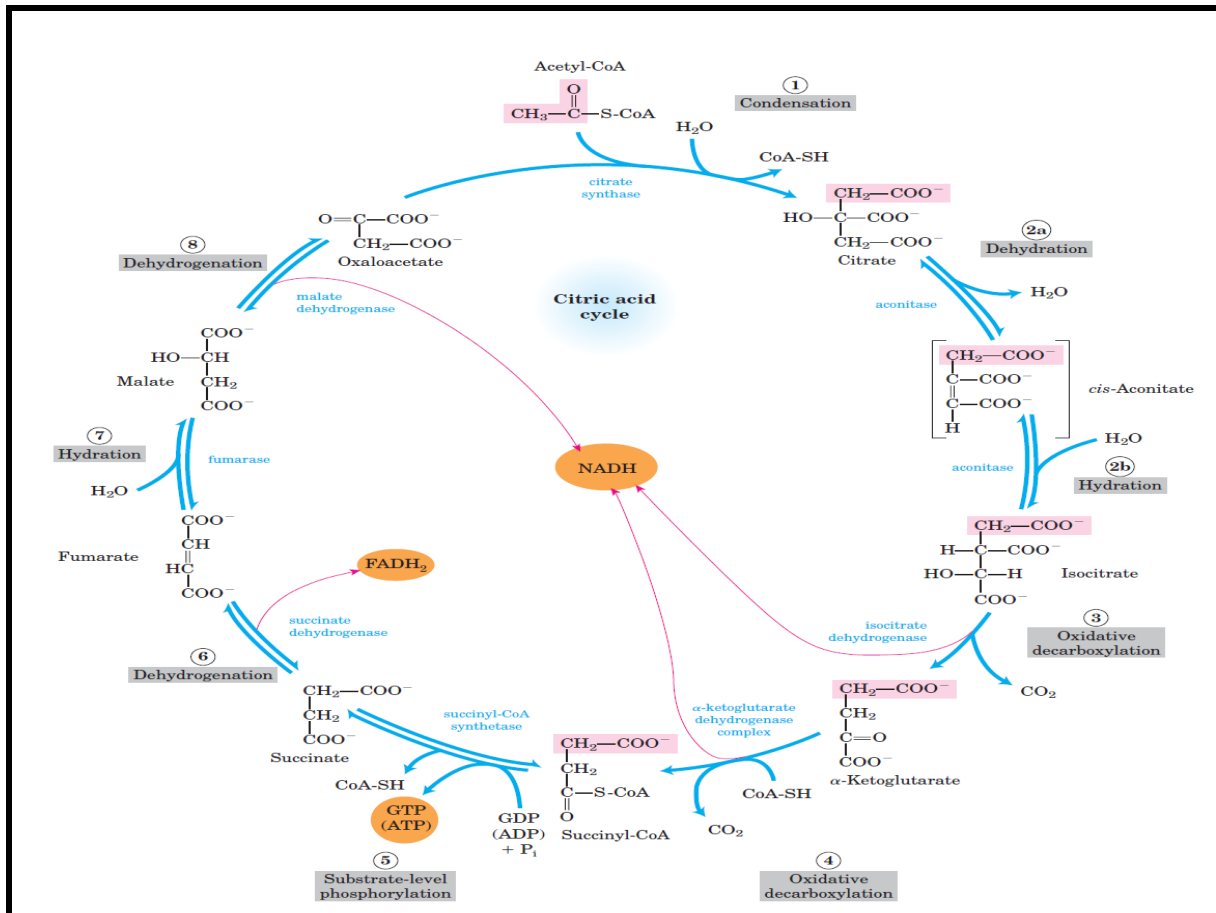 Acetyl-CoA
O
CH₃—C—S-CoA
①
Condensation
H₂O
CoA-SH
citrate
synthase
CH₂—COO⁻
HO—C—COO⁻
CH₂—COO⁻
Citrate
2a
Dehydration
aconitase
H₂O
CH₂—COO⁻
C—COO⁻
C—COO⁻
H
cis-Aconitate
aconitase
H₂O
2b
Hydration
CH₂—COO⁻
H—C—COO⁻
HO—C—H
COO⁻
Isocitrate
isocitrate
dehydrogenase
③
Oxidative
decarboxylation
CO₂
CH₂—COO⁻
CH₂
C=O
COO⁻
α-Ketoglutarate
α-ketoglutarate
dehydrogenase
complex
CoA-SH
CO₂
④
Oxidative
decarboxylation
CH₂—COO⁻
CH₂
C—S-CoA
O
Succinyl-CoA
succinyl-CoA
synthetase
GDP
(ADP)
+ Pᵢ
CoA-SH
GTP
(ATP)
⑤
Substrate-level
phosphorylation
CH₂—COO⁻
CH₂
COO⁻
Succinate
succinate
dehydrogenase
FADH₂
⑥
Dehydrogenation
COO⁻
CH
HC
COO⁻
Fumarate
fumarase
H₂O
⑦
Hydration
COO⁻
HO—CH
CH₂
COO⁻
Malate
malate
dehydrogenase
⑧
Dehydrogenation
O=C—COO⁻
CH₂—COO⁻
Oxaloacetate
Citric acid
cycle
NADH